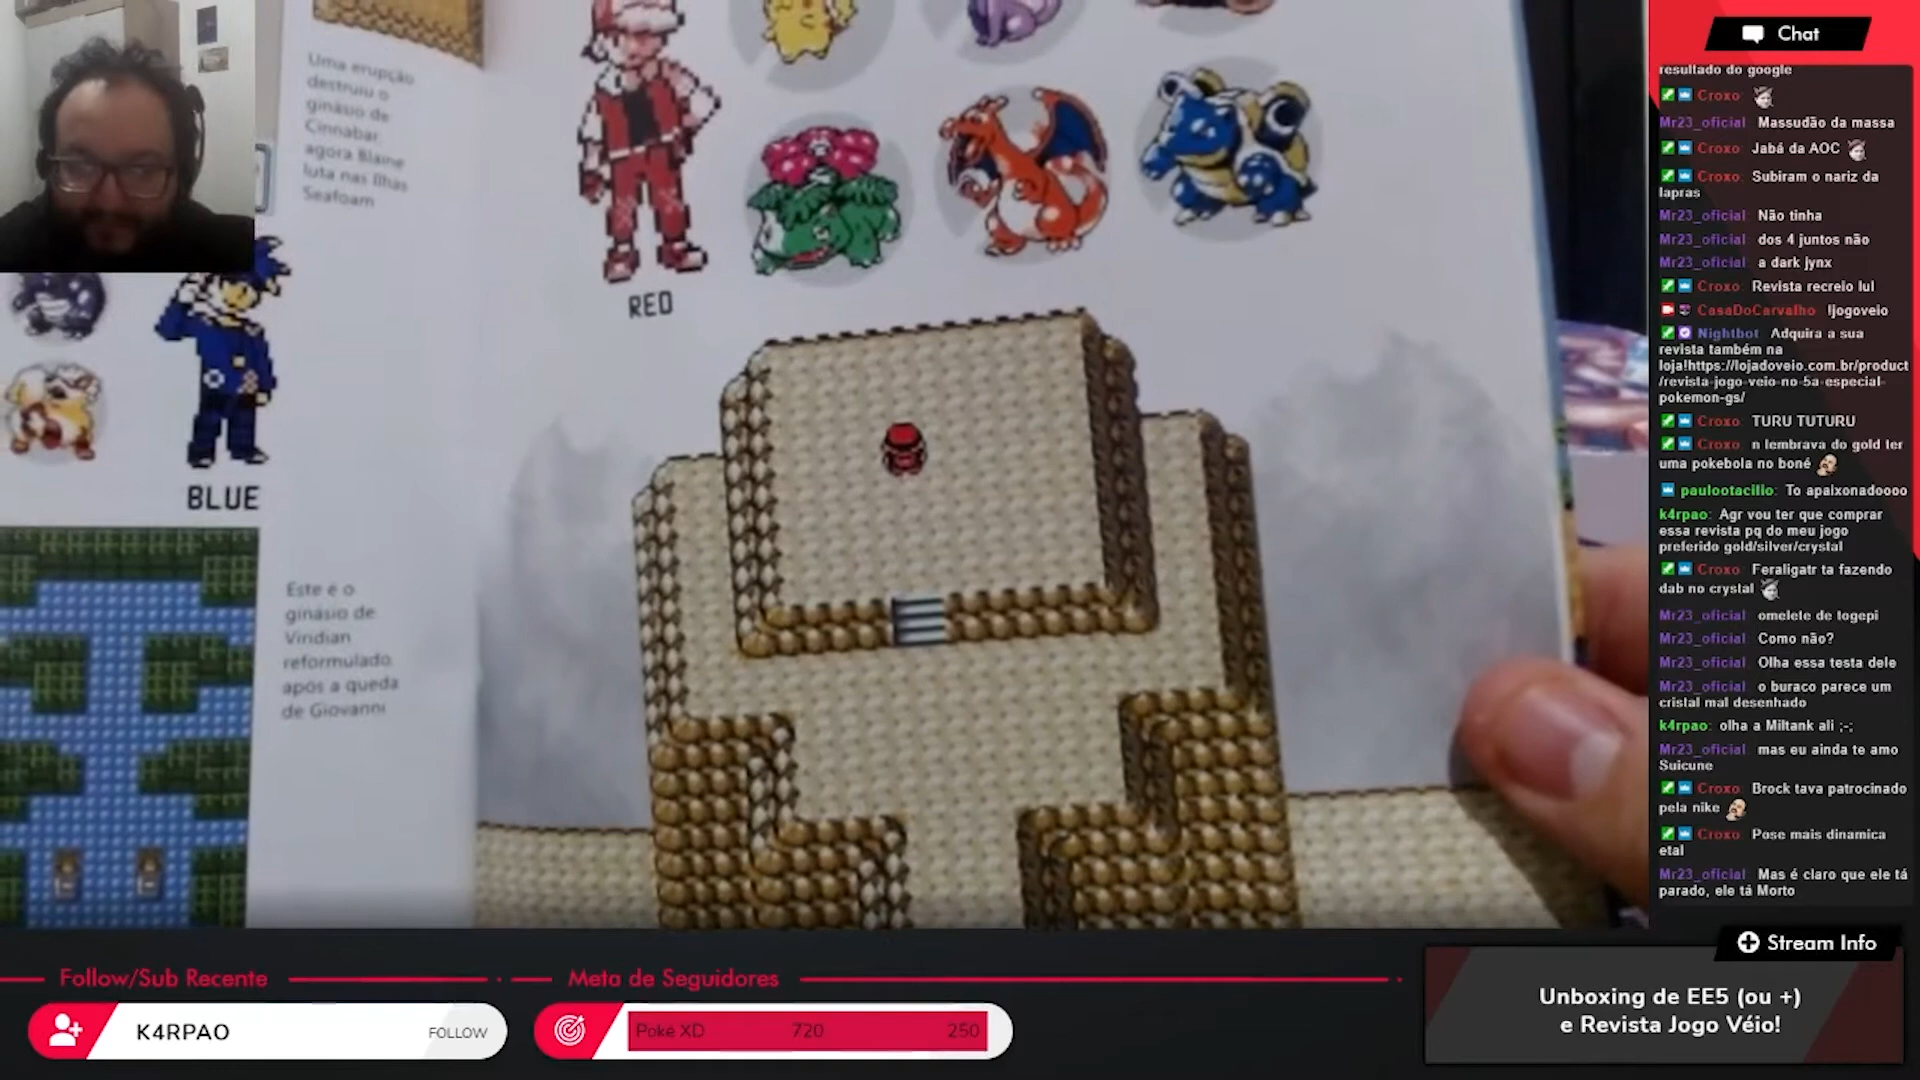 Uma erupção
destruiu o
ginásio de
Cinnabar,
agora Blaine
luta nas Ilhas
Seafoam
RED
BLUE
Este é o
ginásio de
Viridian
reformulado
após a queda
de Giovanni
Chat
resultado do google
Croxo:
Mr23_oficial Massudão da massa
Croxo: Jabá da AOC
Croxo: Subiram o nariz da
lapras
Mr23_oficial Não tinha
Mr23_oficial dos 4 juntos não
Mr23_oficial a dark jynx
Croxo: Revista recreio lul
CasaDoCarvalho !jogoveio
Nightbot Adquira a sua
revista também na
loja!https://lojadoveio.com.br/product
/revista-jogo-veio-no-5a-especial-
pokemon-gs/
Croxo: TURU TUTURU
Croxo: n lembrava do gold ter
uma pokebola no boné
paulootacilio: To apaixonadoooo
k4rpao: Agr vou ter que comprar
essa revista pq do meu jogo
preferido gold/silver/crystal
Croxo: Feraligatr ta fazendo
dab no crystal
Mr23_oficial omelete de togepi
Mr23_oficial Como não?
Mr23_oficial Olha essa testa dele
Mr23_oficial o buraco parece um
cristal mal desenhado
k4rpao: olha a Miltank ali ;-;
Mr23_oficial mas eu ainda te amo
Suicune
Croxo: Brock tava patrocinado
pela nike
Croxo: Pose mais dinamica
etal
Mr23_oficial Mas é claro que ele tá
parado, ele tá Morto
Stream Info
Unboxing de EE5 (ou +)
e Revista Jogo Véio!
Follow/Sub Recente
K4RPAO FOLLOW
Meta de Seguidores
Poké XD 720 250